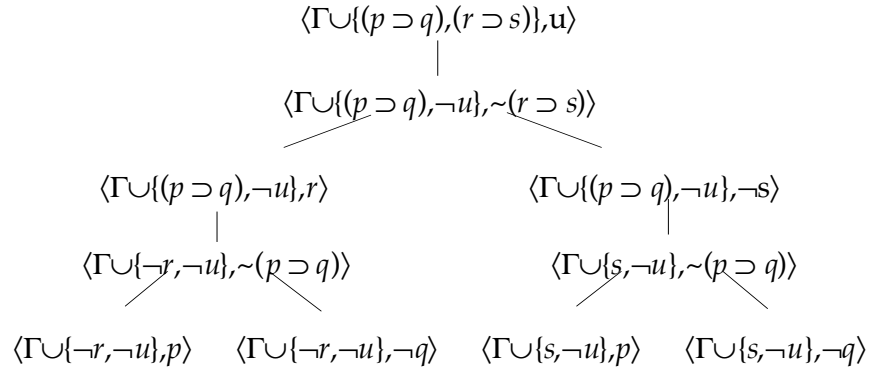 ⟨Γ∪{(p ⊃ q),(r ⊃ s)},u⟩
⟨Γ∪{(p ⊃ q),¬u},~(r ⊃ s)⟩
⟨Γ∪{(p ⊃ q),¬u},r⟩ ⟨Γ∪{(p ⊃ q),¬u},¬s⟩
⟨Γ∪{¬r,¬u},~(p ⊃ q)⟩ ⟨Γ∪{s,¬u},~(p ⊃ q)⟩
⟨Γ∪{¬r,¬u},p⟩ ⟨Γ∪{¬r,¬u},¬q⟩ ⟨Γ∪{s,¬u},p⟩ ⟨Γ∪{s,¬u},¬q⟩